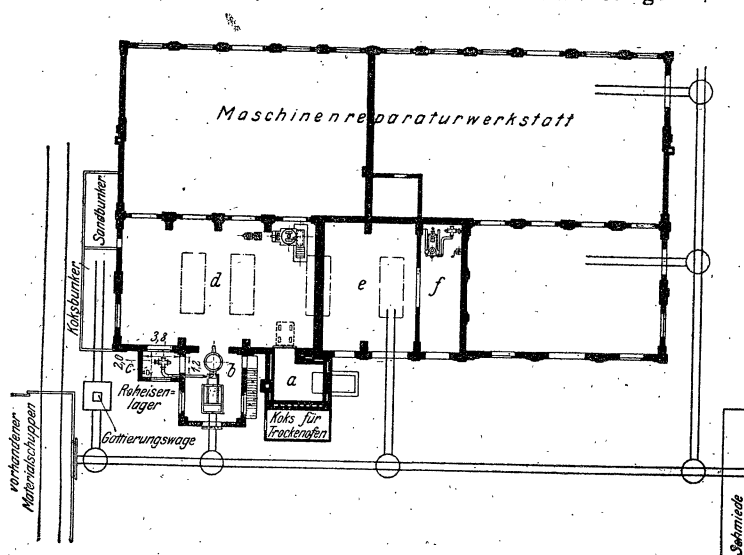 Maschinenreparaturwerkstatt
Sandbunker
Koksbunker
d
e
f
3,8
2,0
c
1,2
b
a
Roheisen=
lager
Koks für
Trockenofen
Gattierungswage
vorhandener
Materialschuppen
Schmiede